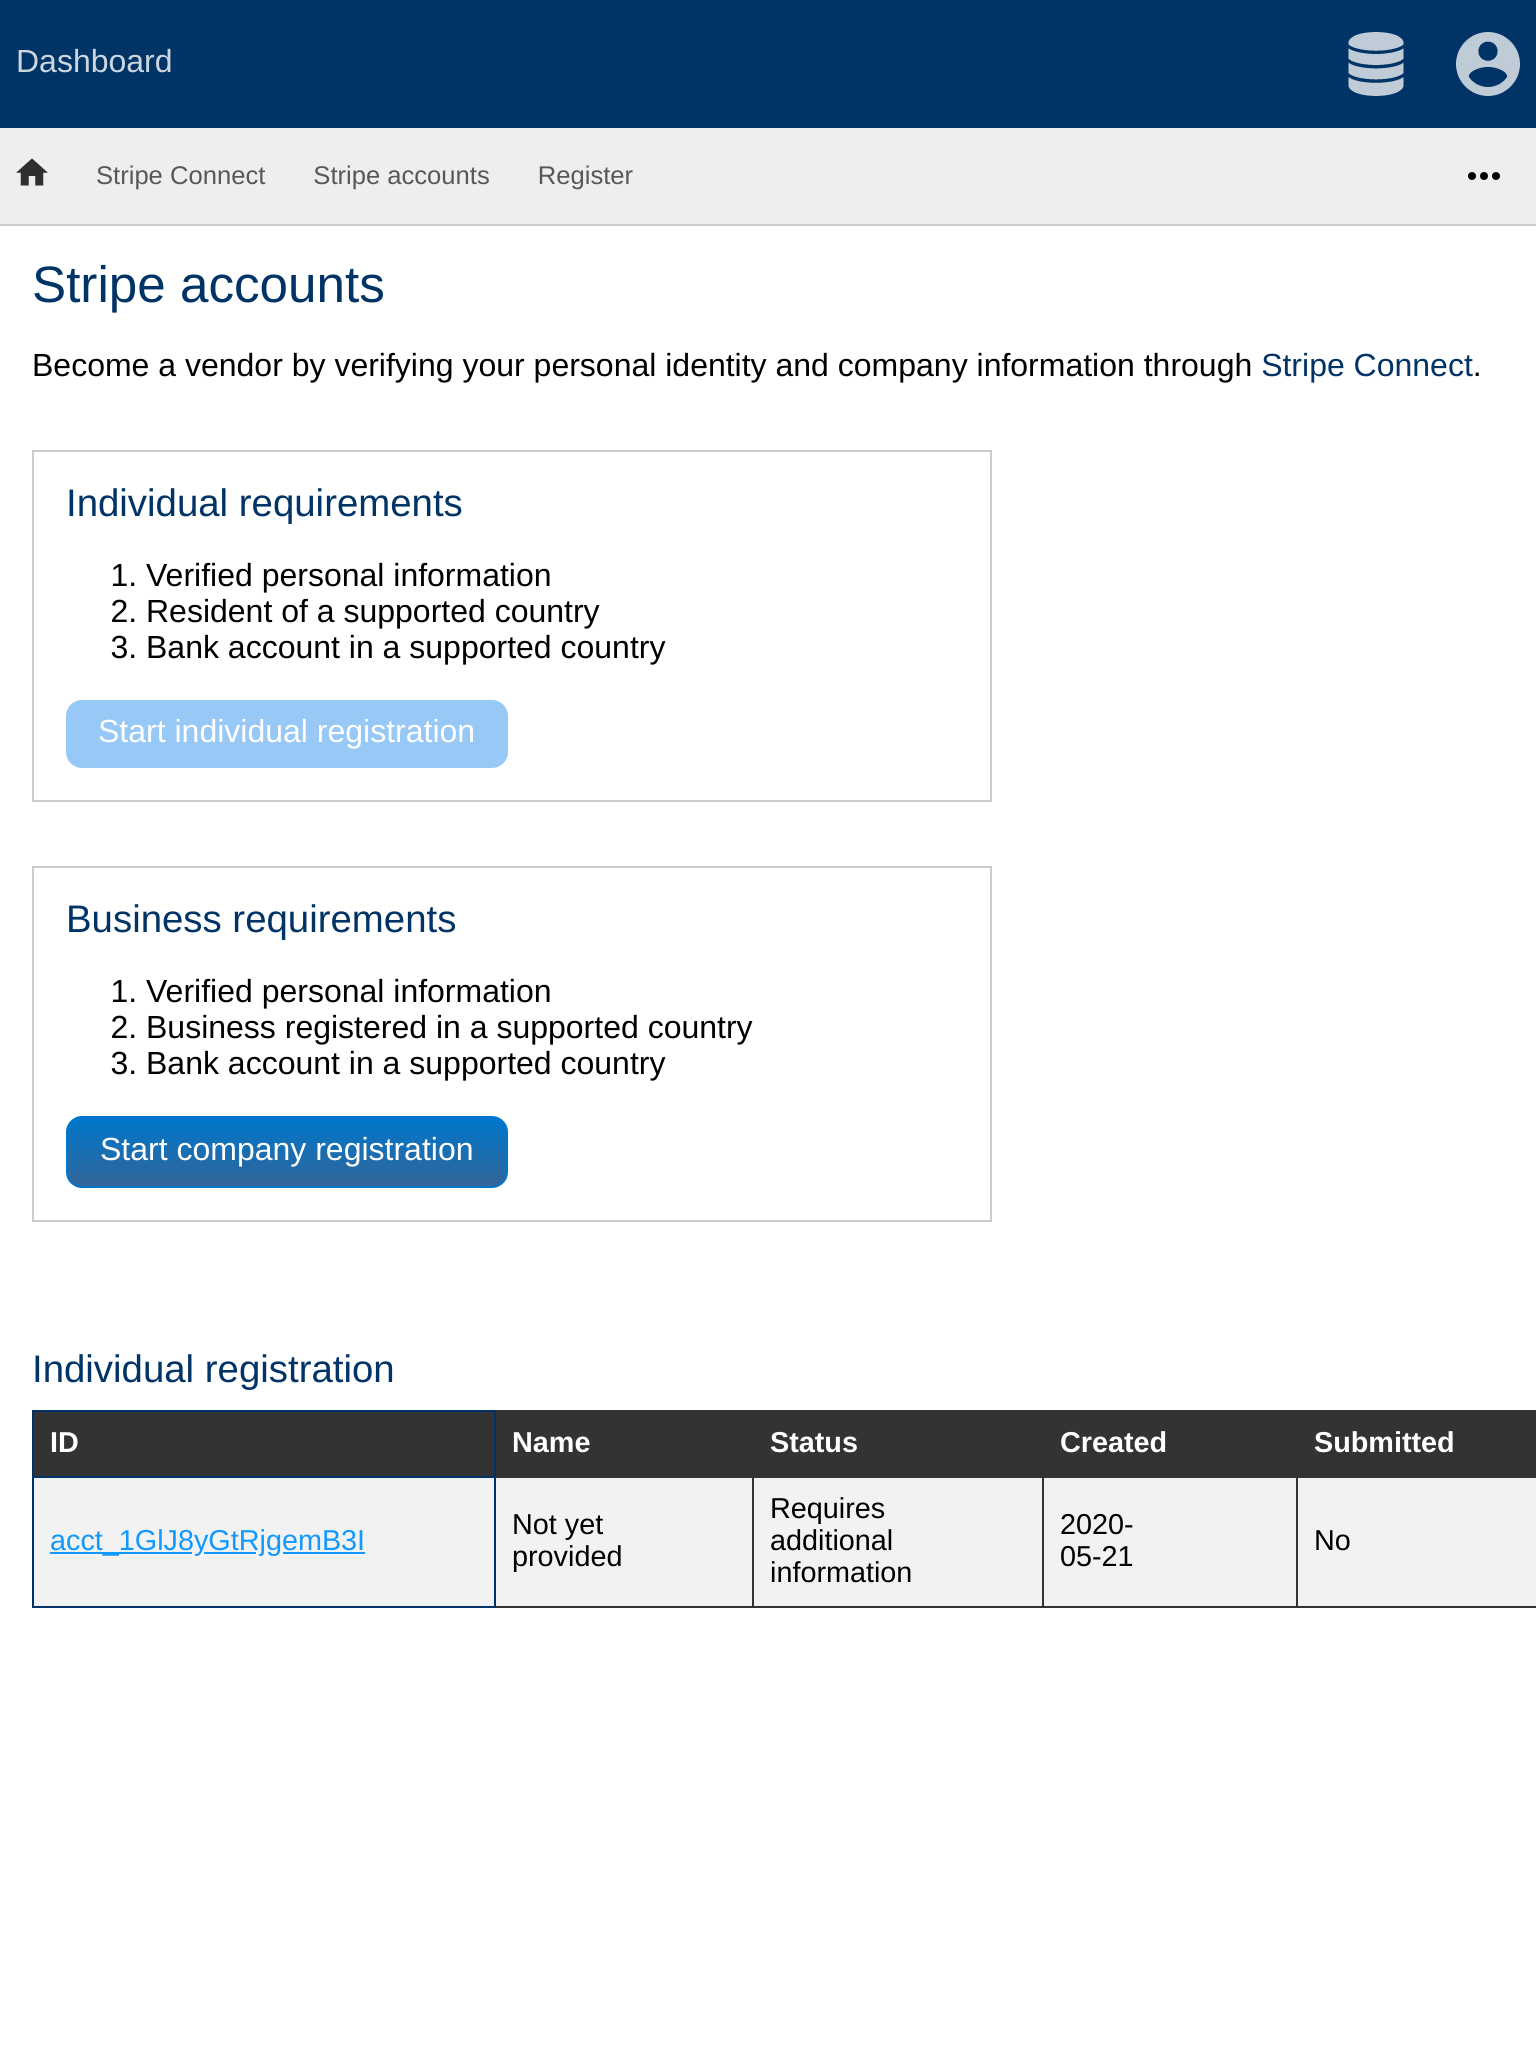 Dashboard
Stripe Connect Stripe accounts Register
Stripe accounts
Become a vendor by verifying your personal identity and company information through Stripe Connect.
Individual requirements
1. Verified personal information
2. Resident of a supported country
3. Bank account in a supported country
Start individual registration
Business requirements
1. Verified personal information
2. Business registered in a supported country
3. Bank account in a supported country
Start company registration
Individual registration
ID Name Status Created Submitted
acct_1GlJ8yGtRjgemB3I
Not yet
provided
Requires
additional
information
2020-
05-21
No